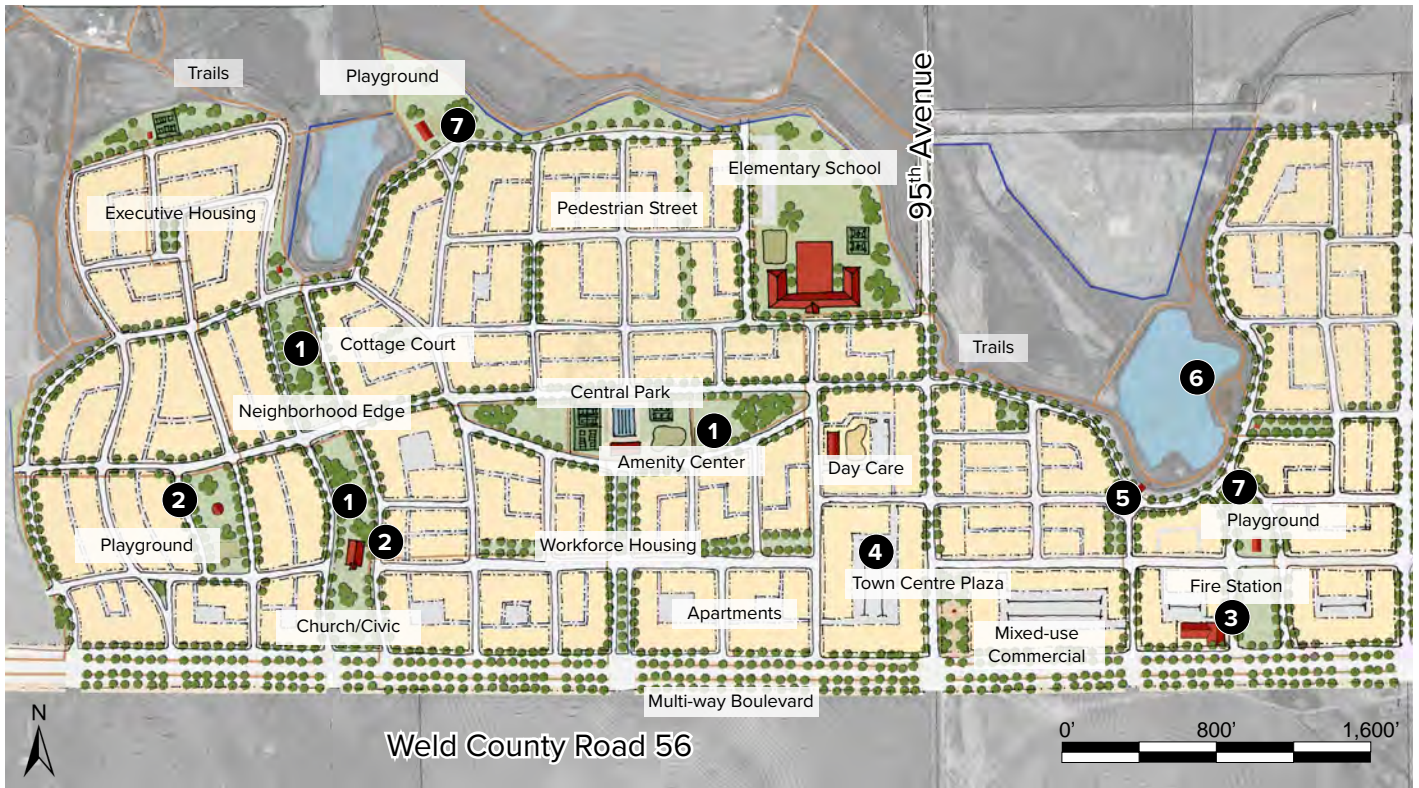 Trails
Playground
7
95th Avenue
Elementary School
Executive Housing
Pedestrian Street
1
Cottage Court
Trails
6
Neighborhood Edge
Central Park
1
Amenity Center
Day Care
2
1
5
7
Playground
Playground
2
Workforce Housing
4
Town Centre Plaza
Fire Station
3
Apartments
Church/Civic
Mixed-use
Commercial
Multi-way Boulevard
N
Weld County Road 56
0' 800' 1,600'